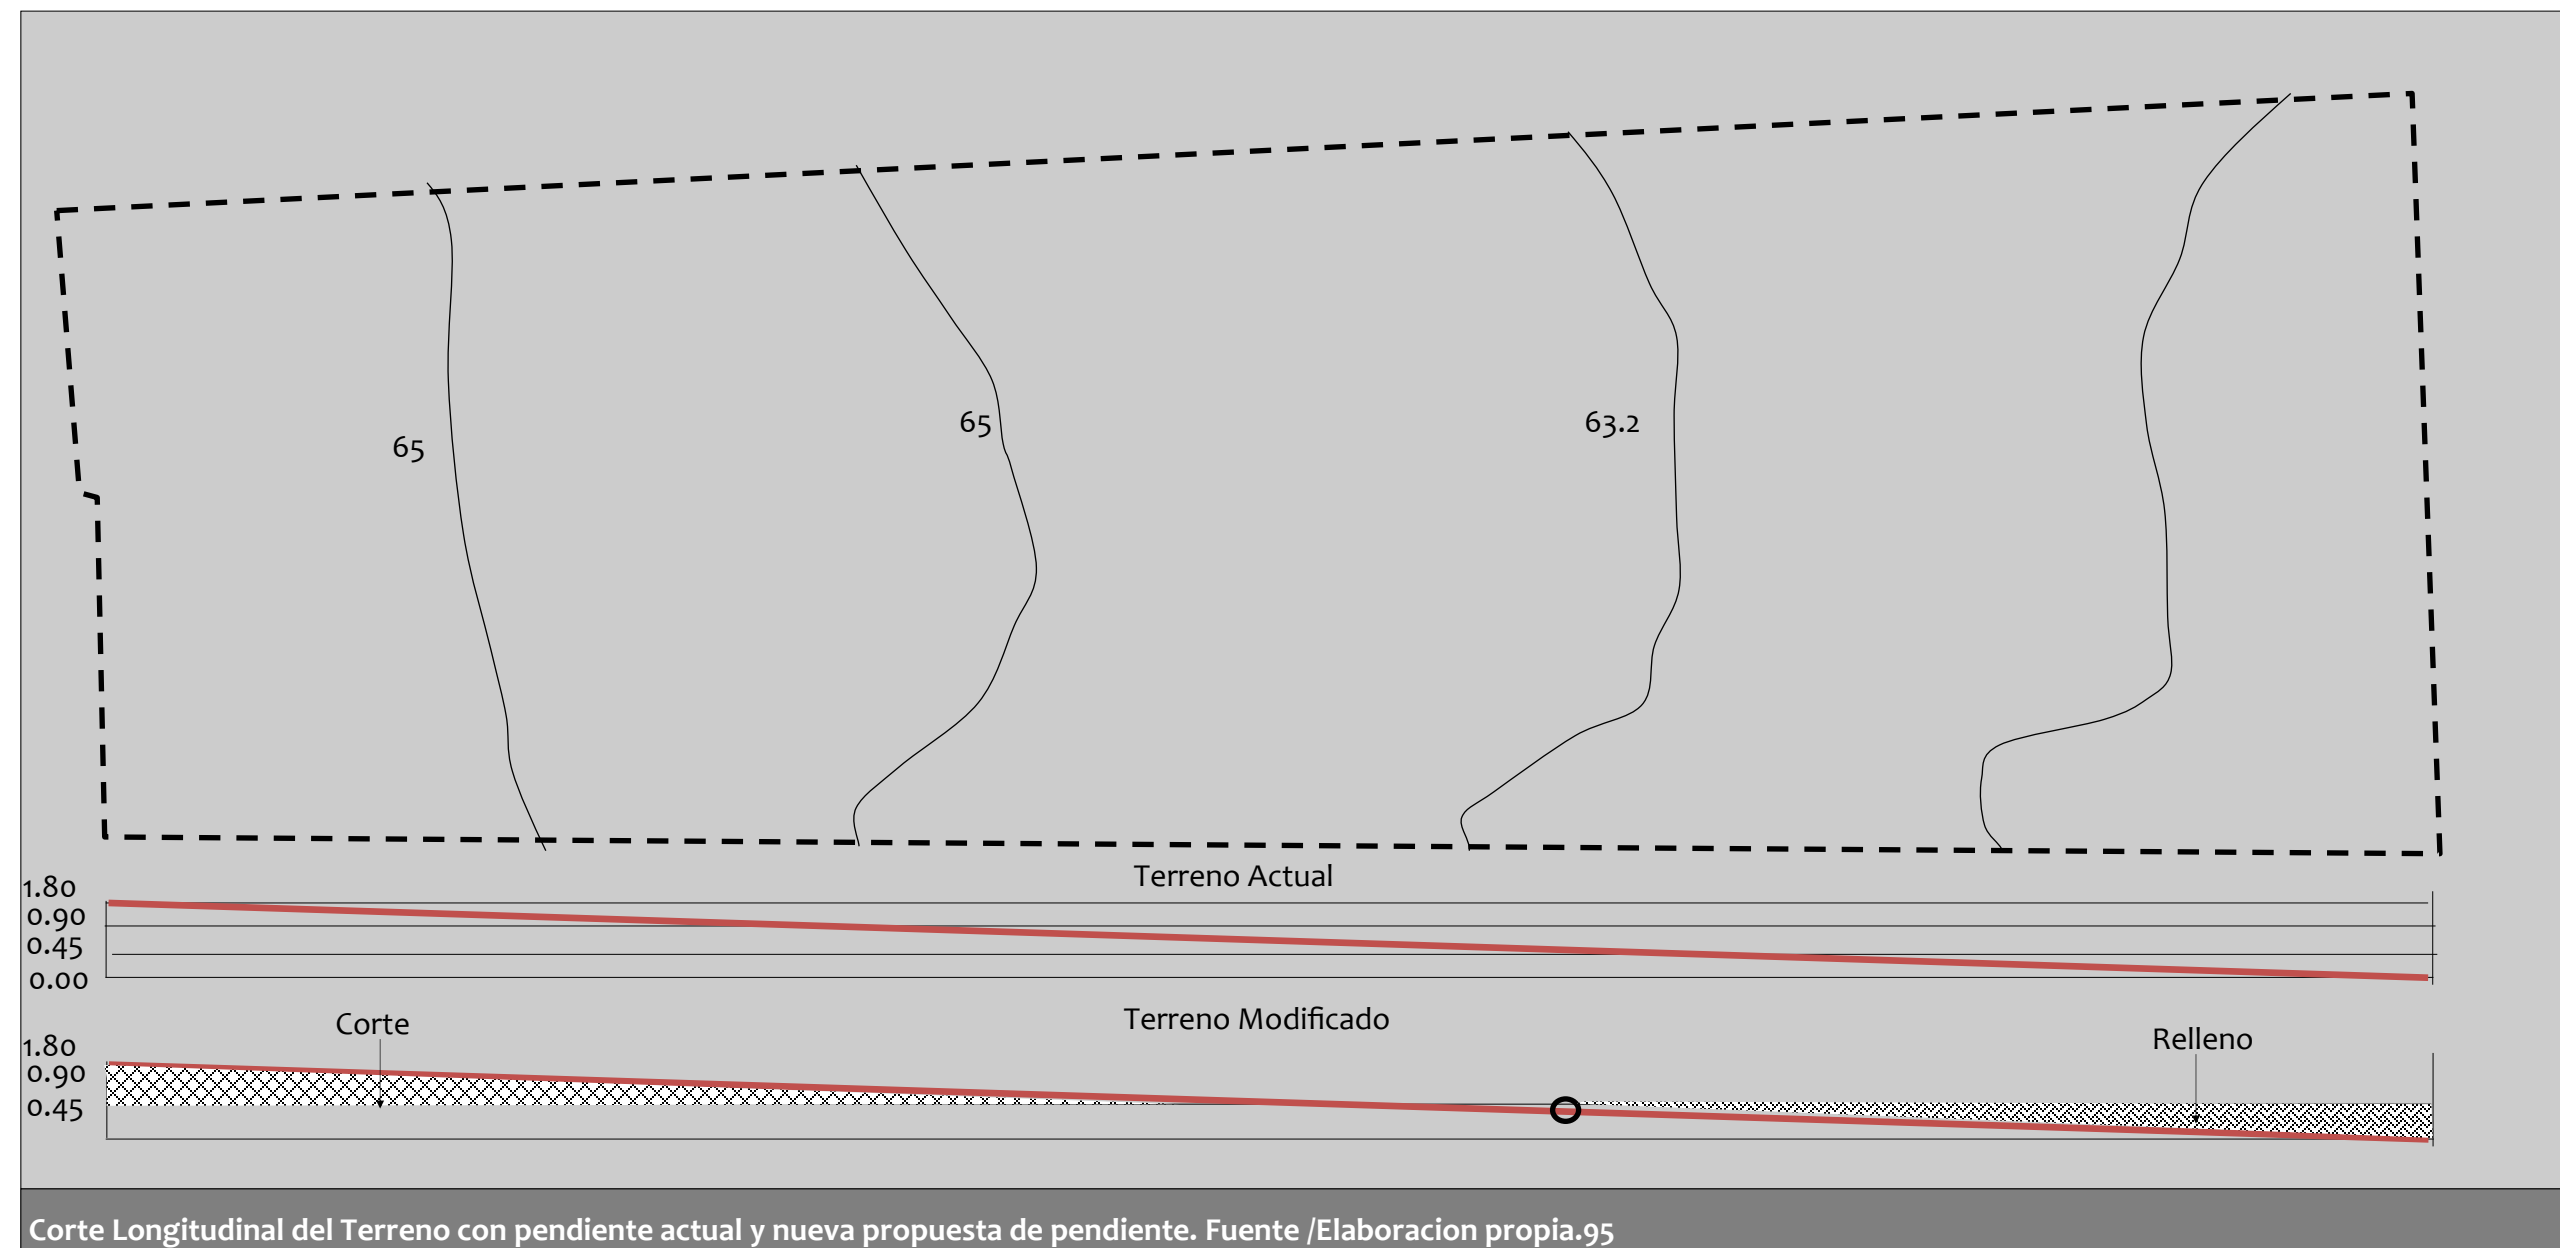 65
65
63.2
Terreno Actual
1.80
0.90
0.45
0.00
Corte
Terreno Modificado
Relleno
1.80
0.90
0.45
Corte Longitudinal del Terreno con pendiente actual y nueva propuesta de pendiente. Fuente /Elaboracion propia.95